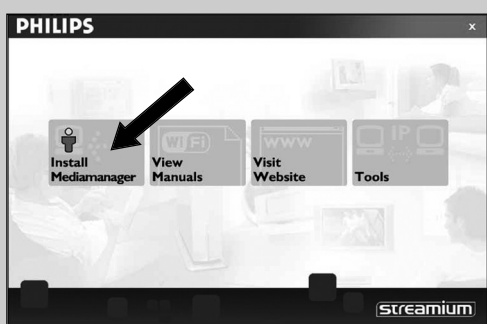 PHILIPS
x
WiFi
www
IP
Install
Mediamanager
View
Manuals
Visit
Website
Tools
streamium